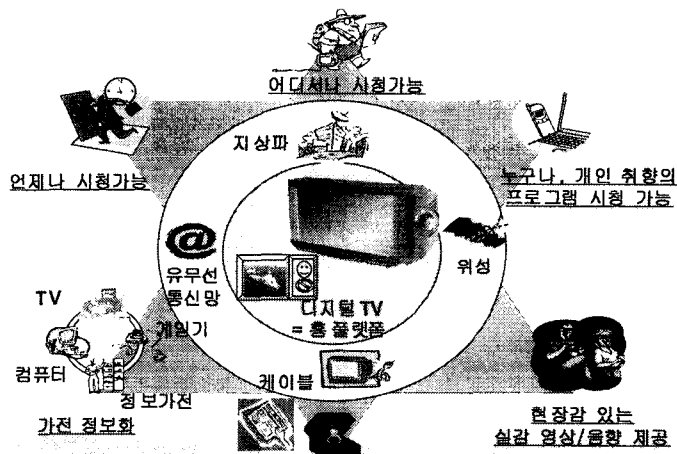 어디서나 시청가능
지상파
언제나 시청가능
누구나, 개인 취향의
프로그램 시청 가능
@
유무선
통신망
위성
TV
디지털 TV
= 홈 플랫폼
게임기
컴퓨터
케이블
정보가전
가전 정보화
현장감 있는
실감 영상/음향 제공